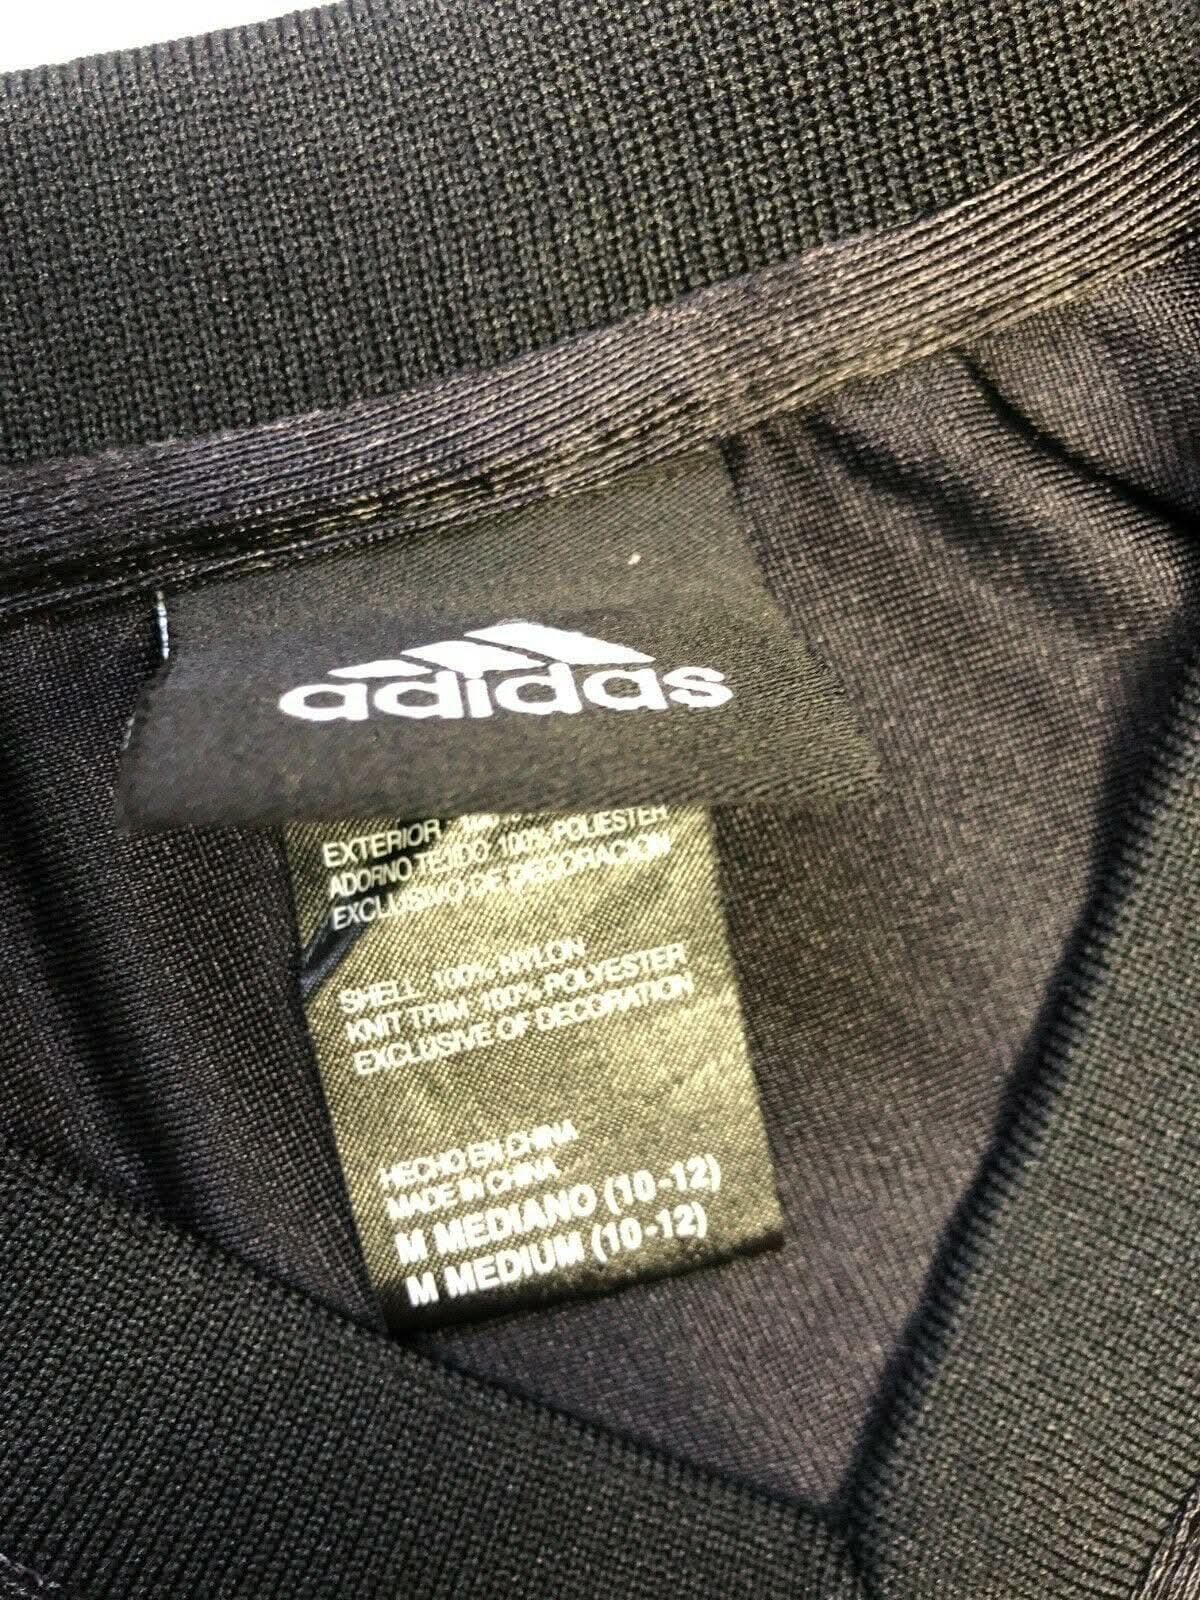 adidas
EXTERIOR
ADORNO TEJIDO 100% POLIESTER
EXCLUSIVO DE DECORACION
SHELL 100% NYLON
KNIT TRIM 100% POLYESTER
EXCLUSIVE OF DECORATION
HECHO EN CHINA
MADE IN CHINA
M MEDIANO (10-12)
M MEDIUM (10-12)